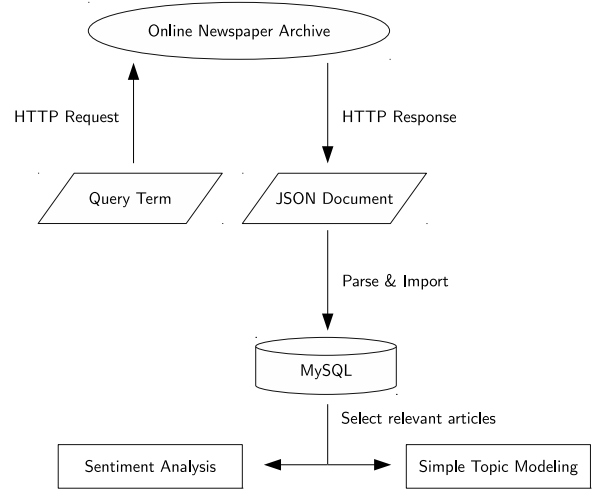 Online Newspaper Archive
HTTP Request
HTTP Response
Query Term
JSON Document
Parse & Import
MySQL
Select relevant articles
Sentiment Analysis
Simple Topic Modeling